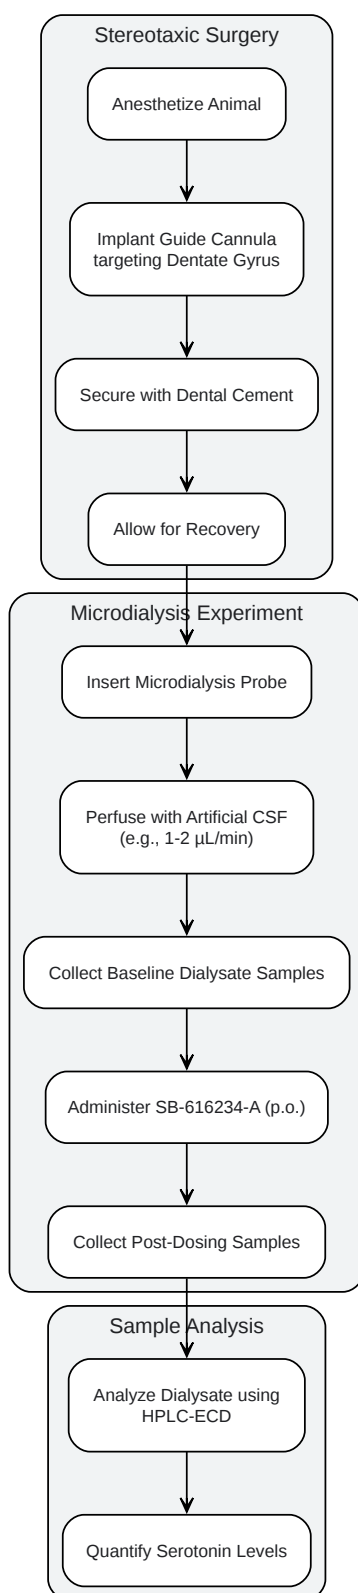 Stereotaxic Surgery
Anesthetize Animal
Implant Guide Cannula
targeting Dentate Gyrus
Secure with Dental Cement
Allow for Recovery
Microdialysis Experiment
Insert Microdialysis Probe
Perfuse with Artificial CSF
(e.g., 1-2 µL/min)
Collect Baseline Dialysate Samples
Administer SB-616234-A (p.o.)
Collect Post-Dosing Samples
Sample Analysis
Analyze Dialysate using
HPLC-ECD
Quantify Serotonin Levels